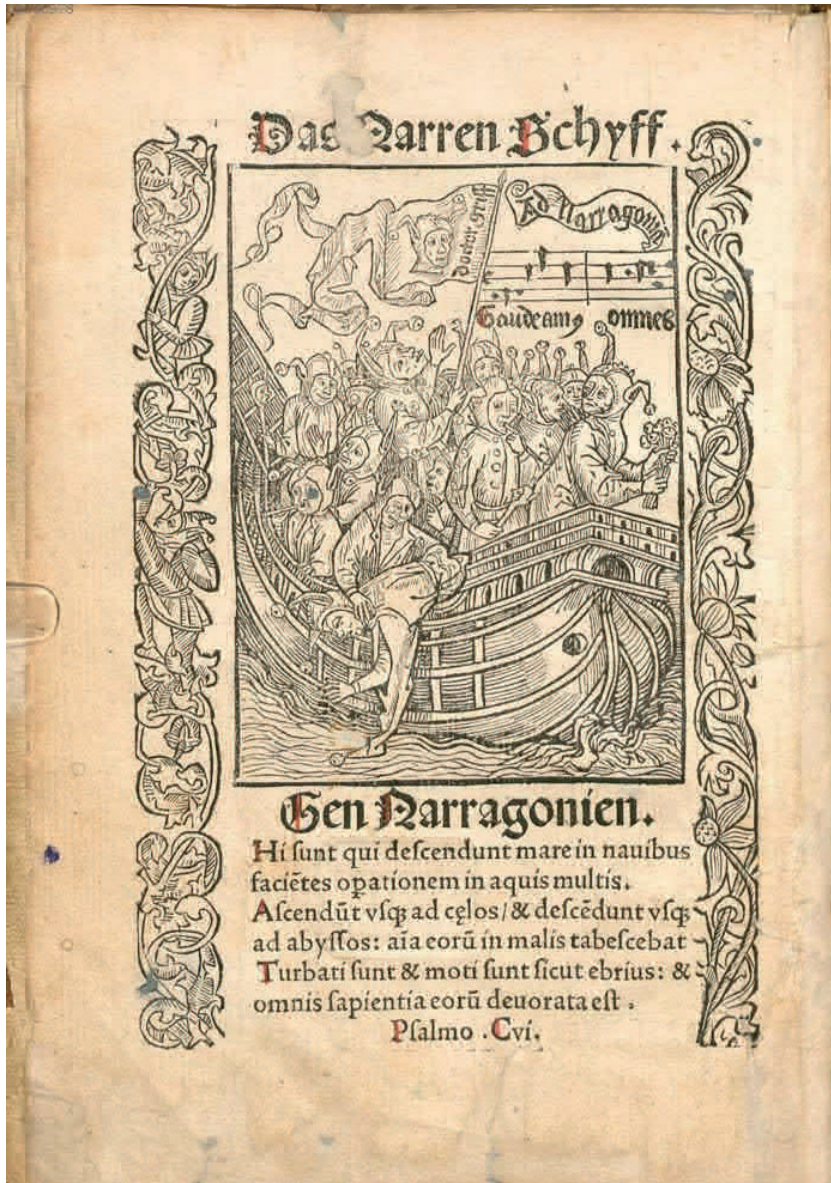 Das Narren Schyff.
doctor griff
Ad Narragoniā
Gaudeamꝰ omnes
Gen Narragonien.
Hi ſunt qui deſcendunt mare in nauibus
faciētes oꝑationem in aquis multis.
Aſcendūt vſqꝫ ad cęlos/ & deſcēdunt vſqꝫ
ad abyſſos: aīa eorū in malis tabeſcebat
Turbati ſunt & moti ſunt ſicut ebrius: &
omnis ſapientia eorū deuorata eſt .
Pſalmo .Cvi.